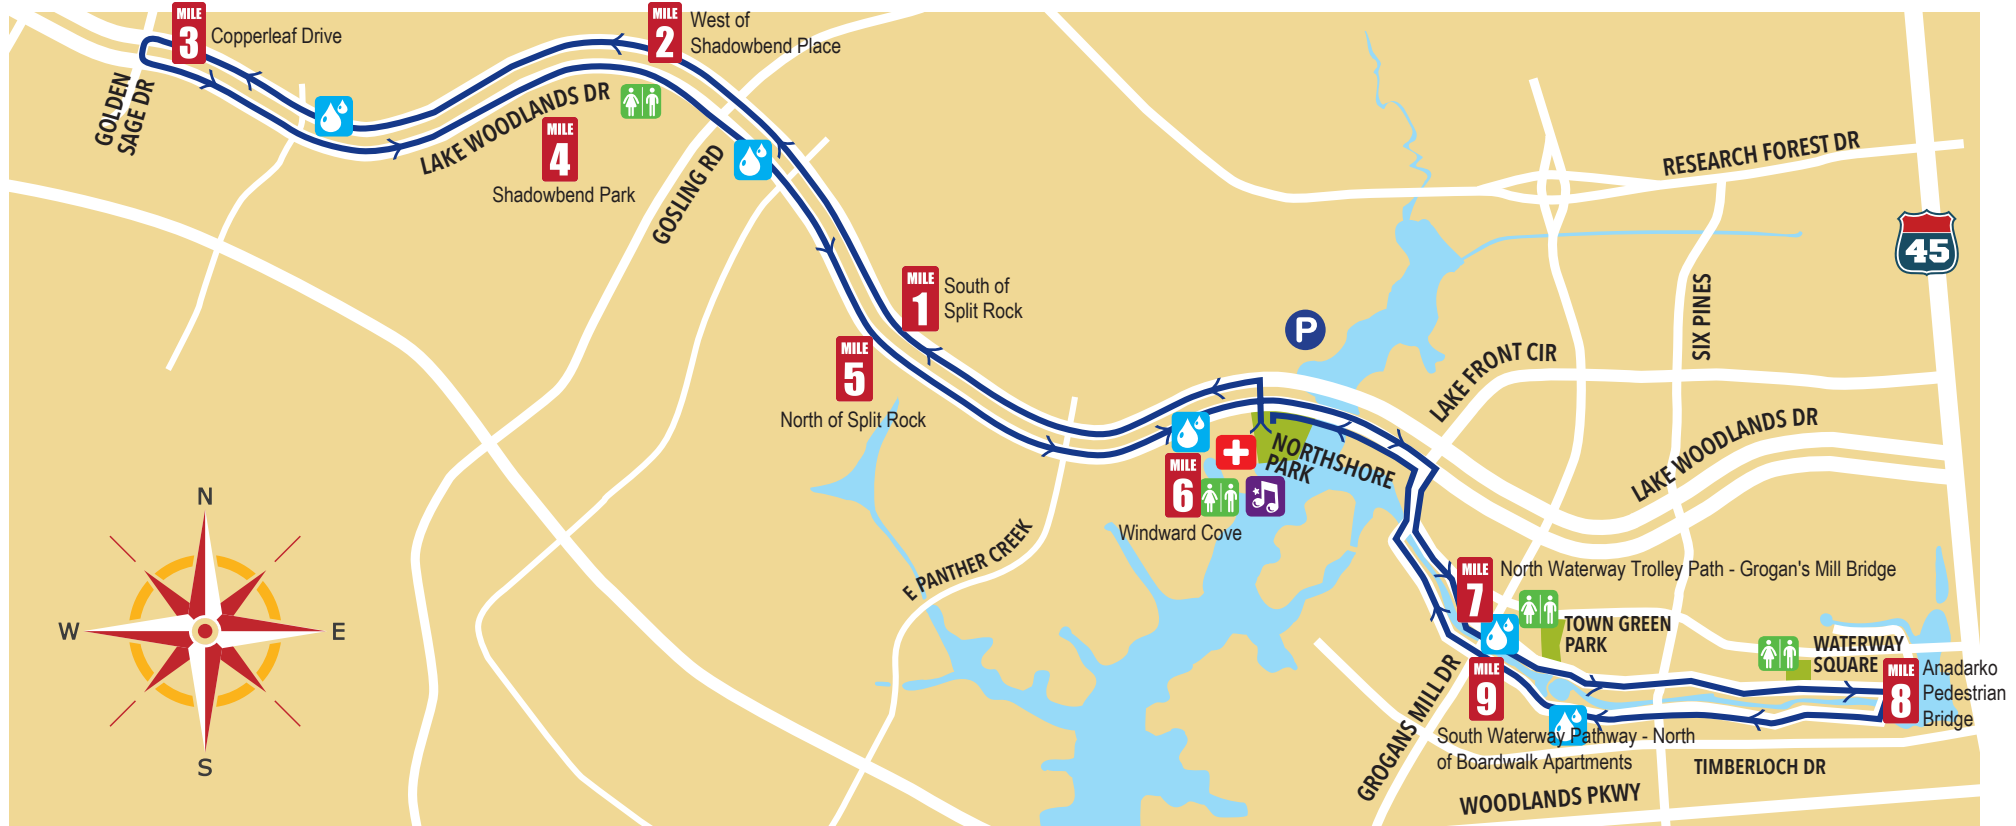 MILE
3
Copperleaf Drive
MILE
2
West of
Shadowbend Place
GOLDEN
SAGE DR
LAKE WOODLANDS DR
MILE
4
Shadowbend Park
GOSLING RD
RESEARCH FOREST DR
45
MILE
1
South of
Split Rock
MILE
5
North of Split Rock
P
SIX PINES
LAKE FRONT CIR
LAKE WOODLANDS DR
NORTHSHORE
PARK
MILE
6
Windward Cove
E PANTHER CREEK
N
W
E
S
MILE
7
North Waterway Trolley Path - Grogan's Mill Bridge
TOWN GREEN
PARK
WATERWAY
SQUARE
MILE
8
Anadarko
Pedestrian
Bridge
MILE
9
South Waterway Pathway - North
of Boardwalk Apartments
GROGANS MILL DR
TIMBERLOCH DR
WOODLANDS PKWY